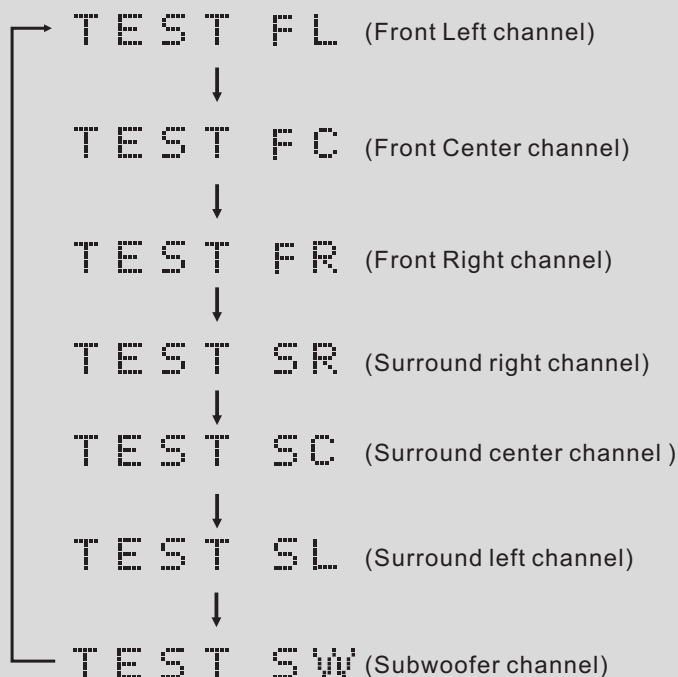 TEST FL (Front Left channel)
TEST FC (Front Center channel)
TEST FR (Front Right channel)
TEST SR (Surround right channel)
TEST SC (Surround center channel )
TEST SL (Surround left channel)
TEST SW (Subwoofer channel)